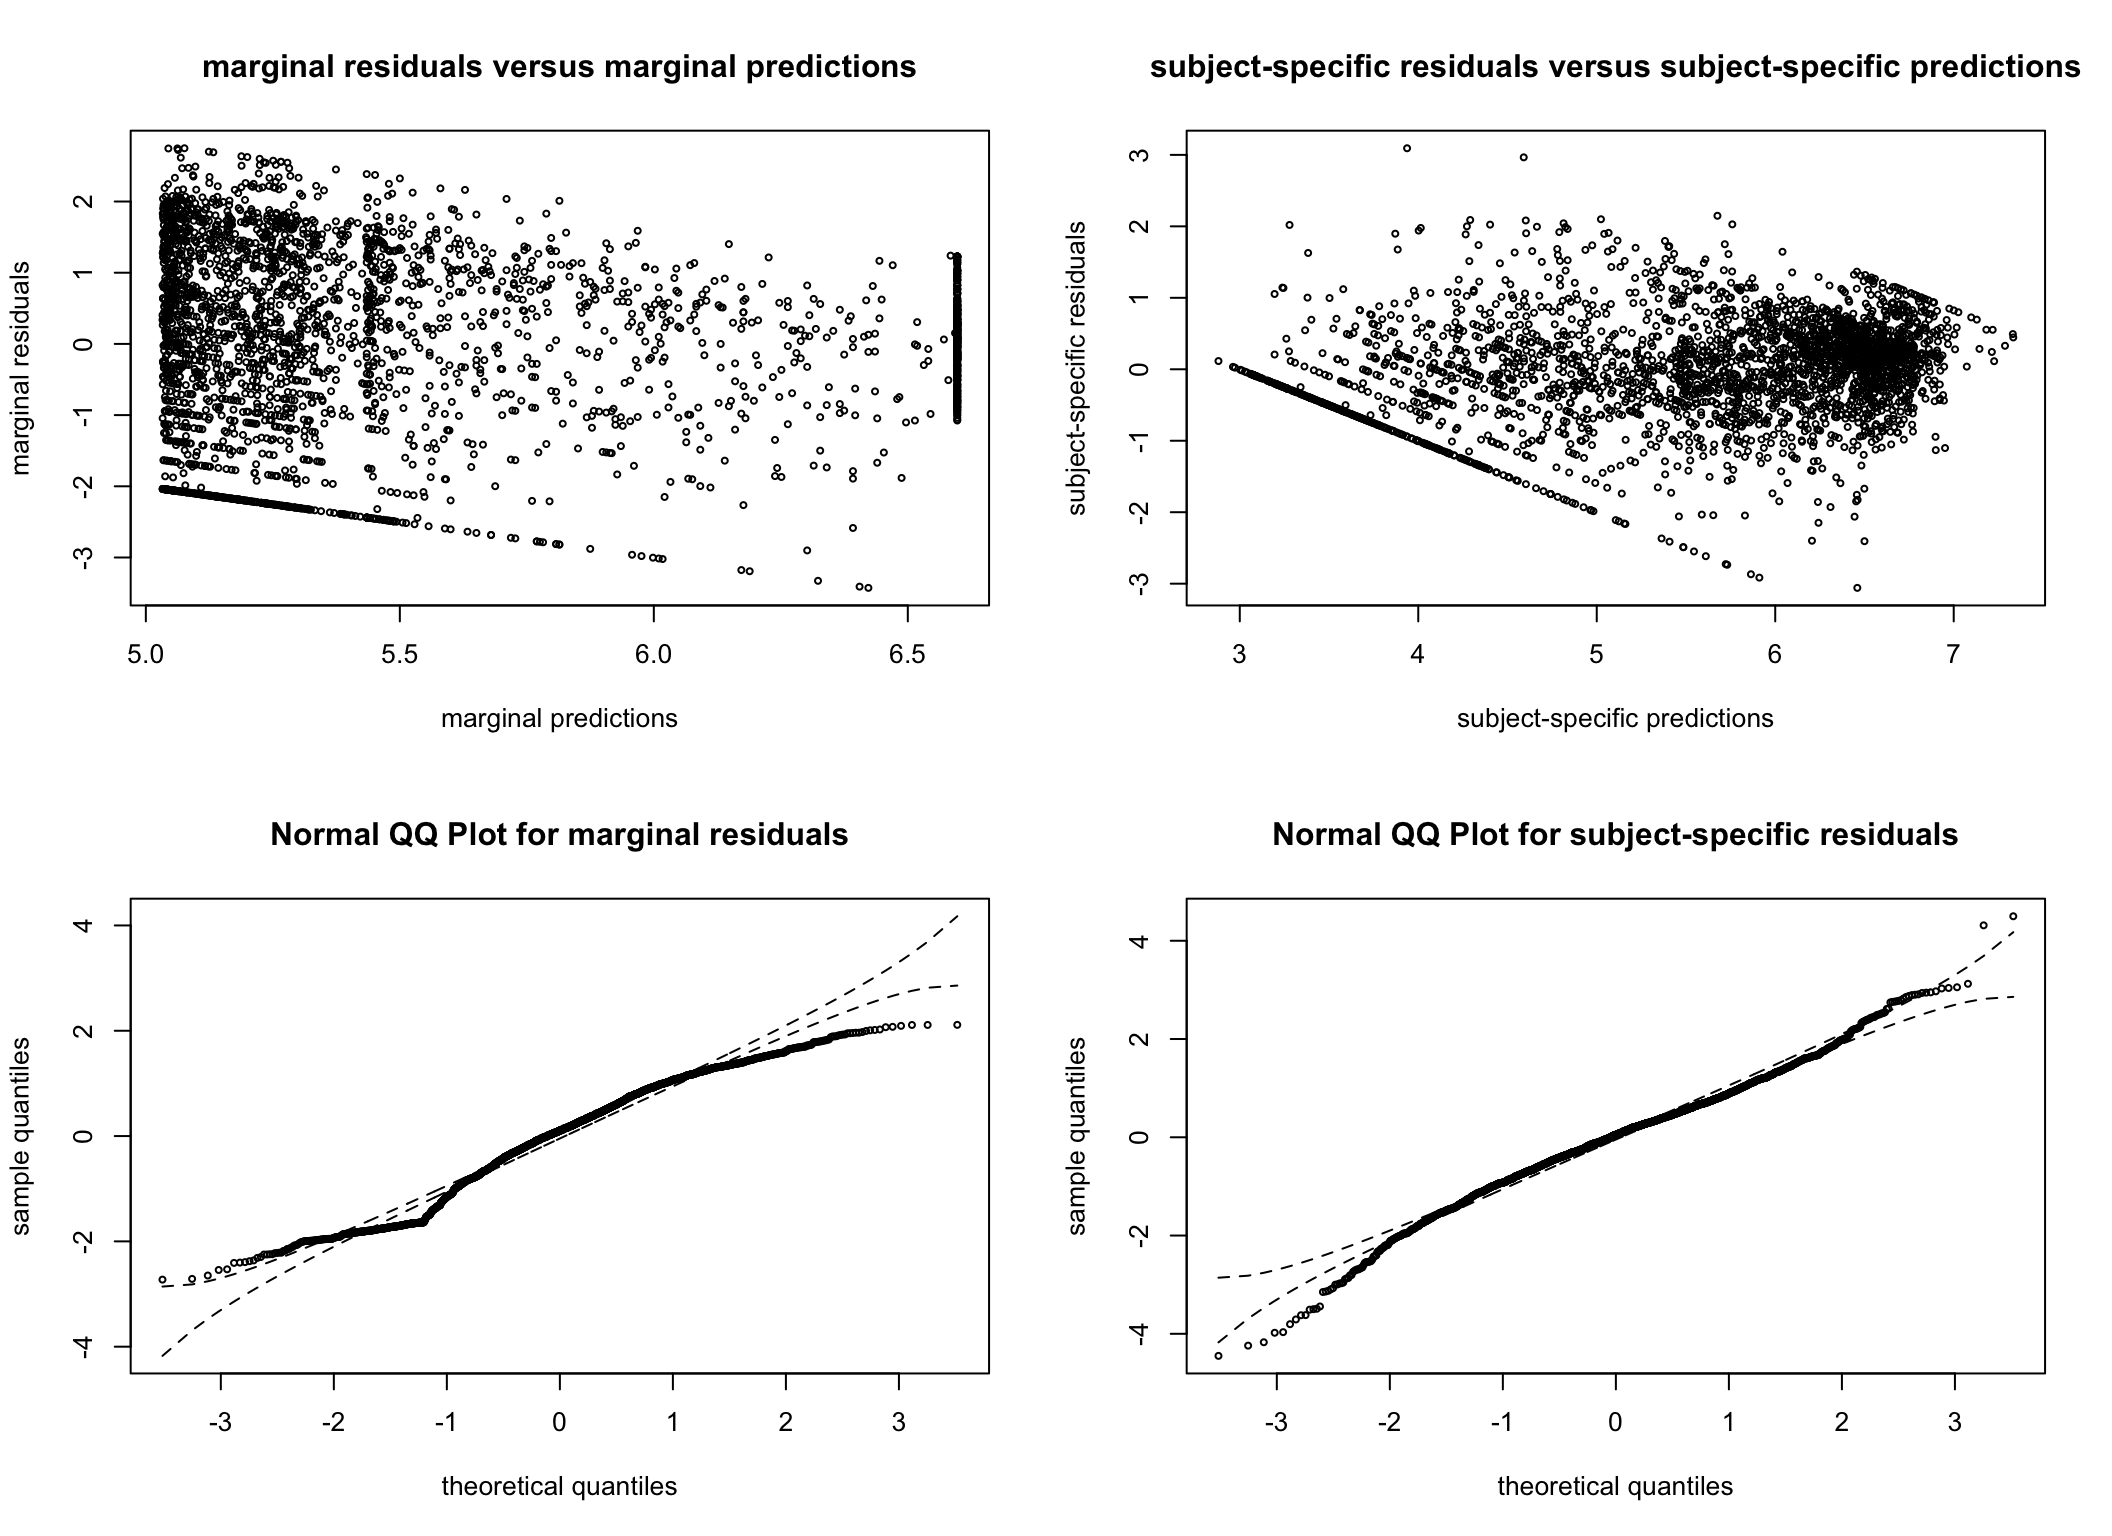 marginal residuals versus marginal predictions
marginal residuals
2
1
0
-1
-2
-3
5.0 5.5 6.0 6.5
marginal predictions
subject-specific residuals versus subject-specific predictions
subject-specific residuals
3
2
1
0
-1
-2
-3
3 4 5 6 7
subject-specific predictions
Normal QQ Plot for marginal residuals
sample quantiles
4
2
0
-2
-4
-3 -2 -1 0 1 2 3
theoretical quantiles
Normal QQ Plot for subject-specific residuals
sample quantiles
4
2
0
-2
-4
-3 -2 -1 0 1 2 3
theoretical quantiles